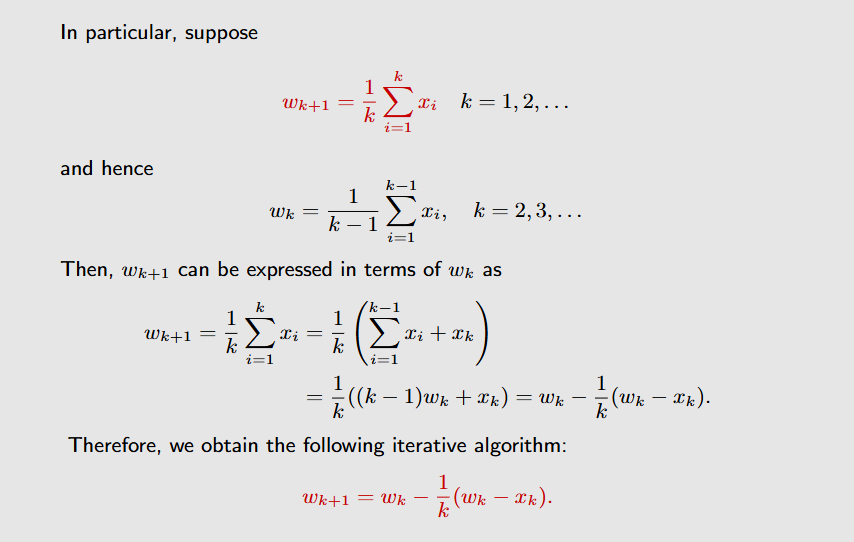 In particular, suppose
$w_{k+1} = \frac{1}{k} \sum_{i=1}^{k} x_i \quad k = 1, 2, \ldots$
and hence
$w_k = \frac{1}{k-1} \sum_{i=1}^{k-1} x_i, \quad k = 2, 3, \ldots$
Then, $w_{k+1}$ can be expressed in terms of $w_k$ as
$w_{k+1} = \frac{1}{k} \sum_{i=1}^{k} x_i = \frac{1}{k} \left( \sum_{i=1}^{k-1} x_i + x_k \right)$
$= \frac{1}{k}((k-1)w_k + x_k) = w_k - \frac{1}{k}(w_k - x_k).$
Therefore, we obtain the following iterative algorithm:
$w_{k+1} = w_k - \frac{1}{k}(w_k - x_k).$